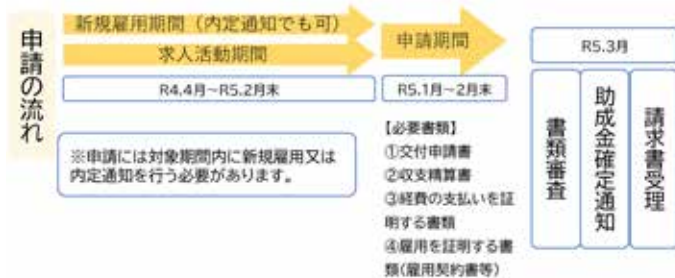 申請の流れ
新規雇用期間（内定通知でも可）
求人活動期間
R4.4月～R5.2月末
※申請には対象期間内に新規雇用又は
内定通知を行う必要があります。
申請期間
R5.1月～2月末
【必要書類】
①交付申請書
②収支精算書
③経費の支払いを証
明する書類
④雇用を証明する書
類(雇用契約書等)
R5.3月
書類審査
助成金確定通知
請求書受理